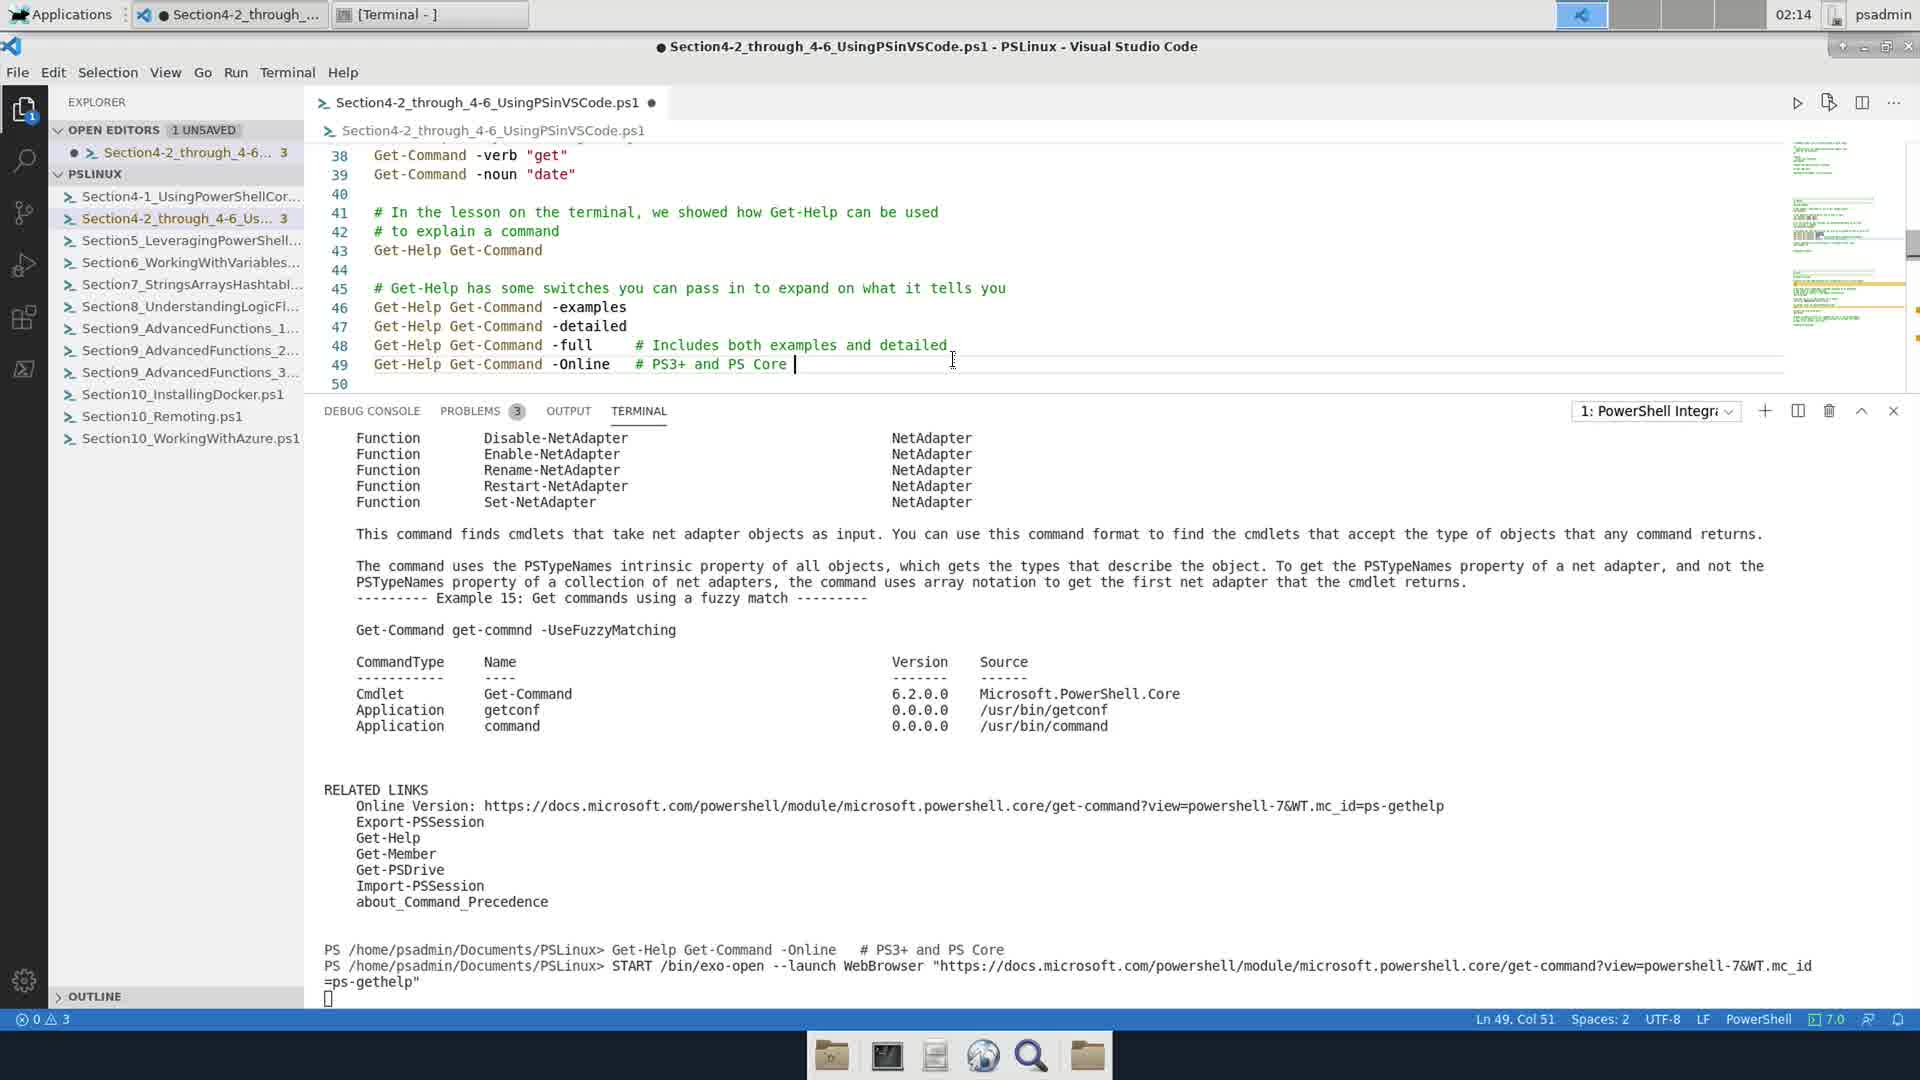 Applications
● Section4-2_through_...
[Terminal - ]
02:14
psadmin
● Section4-2_through_4-6_UsingPSinVSCode.ps1 - PSLinux - Visual Studio Code
File Edit Selection View Go Run Terminal Help
EXPLORER
OPEN EDITORS 1 UNSAVED
● Section4-2_through_4-6... 3
PSLINUX
Section4-1_UsingPowerShellCor...
Section4-2_through_4-6_Us... 3
Section5_LeveragingPowerShell...
Section6_WorkingWithVariables...
Section7_StringsArraysHashtabl...
Section8_UnderstandingLogicFl...
Section9_AdvancedFunctions_1...
Section9_AdvancedFunctions_2...
Section9_AdvancedFunctions_3...
Section10_InstallingDocker.ps1
Section10_Remoting.ps1
Section10_WorkingWithAzure.ps1
OUTLINE
1
Section4-2_through_4-6_UsingPSinVSCode.ps1 ●
Section4-2_through_4-6_UsingPSinVSCode.ps1
38 Get-Command -verb "get"
39 Get-Command -noun "date"
40
41 # In the lesson on the terminal, we showed how Get-Help can be used
42 # to explain a command
43 Get-Help Get-Command
44
45 # Get-Help has some switches you can pass in to expand on what it tells you
46 Get-Help Get-Command -examples
47 Get-Help Get-Command -detailed
48 Get-Help Get-Command -full     # Includes both examples and detailed
49 Get-Help Get-Command -Online   # PS3+ and PS Core
50
DEBUG CONSOLE PROBLEMS 3 OUTPUT TERMINAL
1: PowerShell Integra
Function Disable-NetAdapter NetAdapter
Function Enable-NetAdapter NetAdapter
Function Rename-NetAdapter NetAdapter
Function Restart-NetAdapter NetAdapter
Function Set-NetAdapter NetAdapter
This command finds cmdlets that take net adapter objects as input. You can use this command format to find the cmdlets that accept the type of objects that any command returns.
The command uses the PSTypeNames intrinsic property of all objects, which gets the types that describe the object. To get the PSTypeNames property of a net adapter, and not the
PSTypeNames property of a collection of net adapters, the command uses array notation to get the first net adapter that the cmdlet returns.
--------- Example 15: Get commands using a fuzzy match ---------
Get-Command get-commnd -UseFuzzyMatching
CommandType Name Version Source
----------- ---- ------- ------
Cmdlet Get-Command 6.2.0.0 Microsoft.PowerShell.Core
Application getconf 0.0.0.0 /usr/bin/getconf
Application command 0.0.0.0 /usr/bin/command
RELATED LINKS
Online Version: https://docs.microsoft.com/powershell/module/microsoft.powershell.core/get-command?view=powershell-7&WT.mc_id=ps-gethelp
Export-PSSession
Get-Help
Get-Member
Get-PSDrive
Import-PSSession
about_Command_Precedence
PS /home/psadmin/Documents/PSLinux> Get-Help Get-Command -Online   # PS3+ and PS Core
PS /home/psadmin/Documents/PSLinux> START /bin/exo-open --launch WebBrowser "https://docs.microsoft.com/powershell/module/microsoft.powershell.core/get-command?view=powershell-7&WT.mc_id
=ps-gethelp"
0 3
Ln 49, Col 51 Spaces: 2 UTF-8 LF PowerShell 7.0